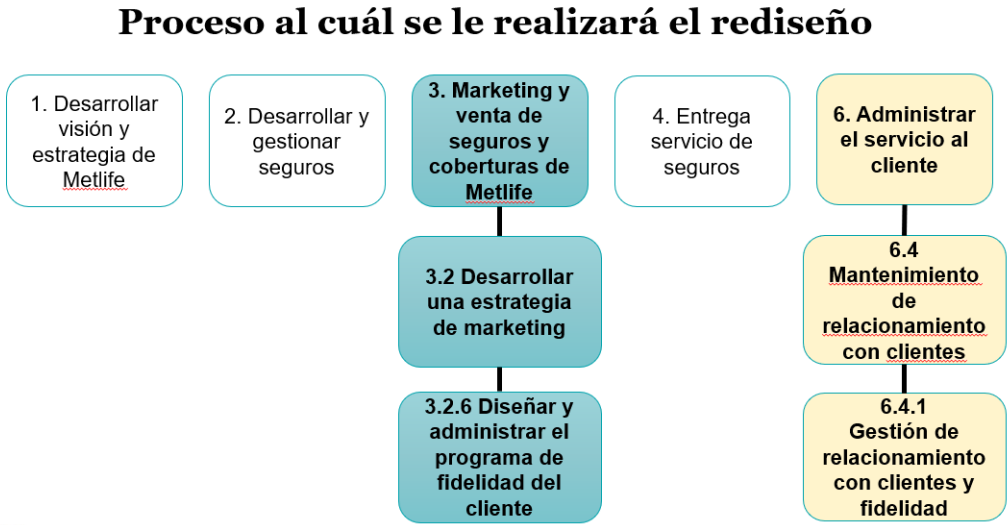 Proceso al cuál se le realizará el rediseño
1. Desarrollar
visión y
estrategia de
Metlife
2. Desarrollar y
gestionar
seguros
3. Marketing y
venta de
seguros y
coberturas de
Metlife
4. Entrega
servicio de
seguros
6. Administrar
el servicio al
cliente
3.2 Desarrollar
una estrategia
de marketing
6.4
Mantenimiento
de
relacionamiento
con clientes
3.2.6 Diseñar y
administrar el
programa de
fidelidad del
cliente
6.4.1
Gestión de
relacionamiento
con clientes y
fidelidad